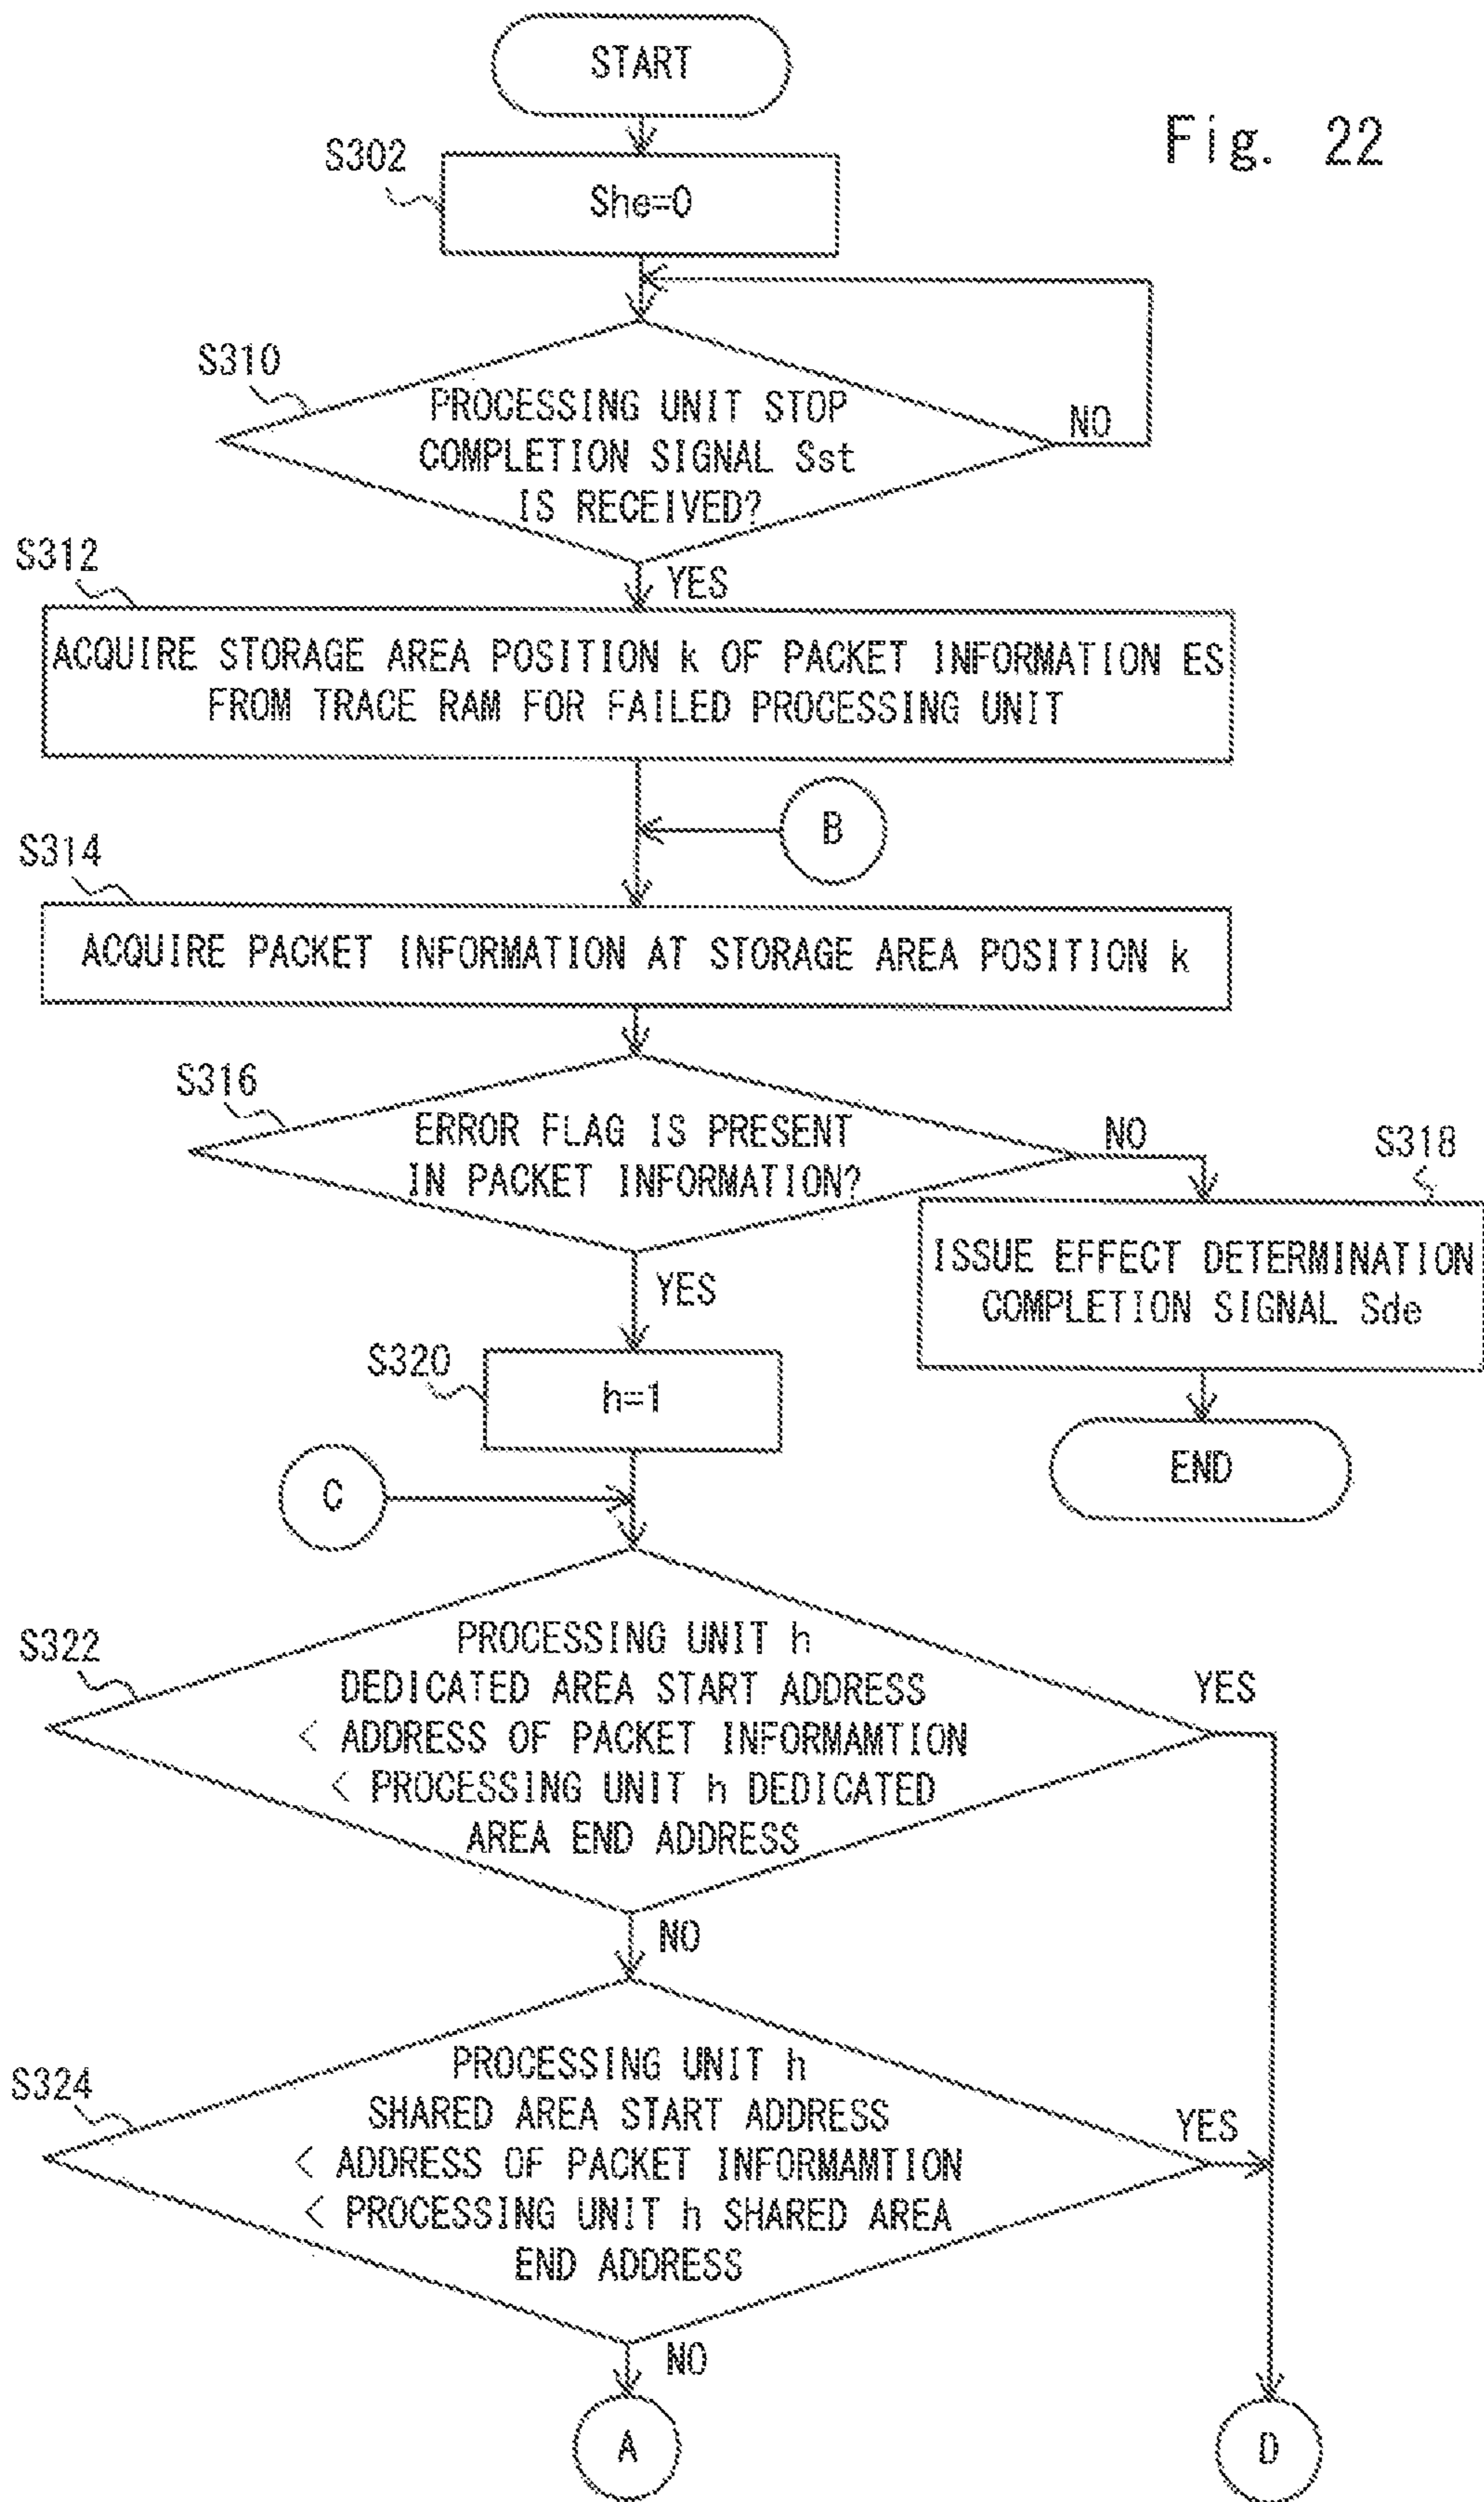 START
Fig. 22
S302
She=0
S310
PROCESSING UNIT STOP
COMPLETION SIGNAL Sst
IS RECEIVED?
NO
YES
S312
ACQUIRE STORAGE AREA POSITION k OF PACKET INFORMATION ES
FROM TRACE RAM FOR FAILED PROCESSING UNIT
B
S314
ACQUIRE PACKET INFORMATION AT STORAGE AREA POSITION k
S316
ERROR FLAG IS PRESENT
IN PACKET INFORMATION?
NO
S318
ISSUE EFFECT DETERMINATION
COMPLETION SIGNAL Sde
END
YES
S320
h=1
C
S322
PROCESSING UNIT h
DEDICATED AREA START ADDRESS
< ADDRESS OF PACKET INFORMAMTION
< PROCESSING UNIT h DEDICATED
AREA END ADDRESS
YES
NO
S324
PROCESSING UNIT h
SHARED AREA START ADDRESS
< ADDRESS OF PACKET INFORMAMTION
< PROCESSING UNIT h SHARED AREA
END ADDRESS
YES
NO
A
D